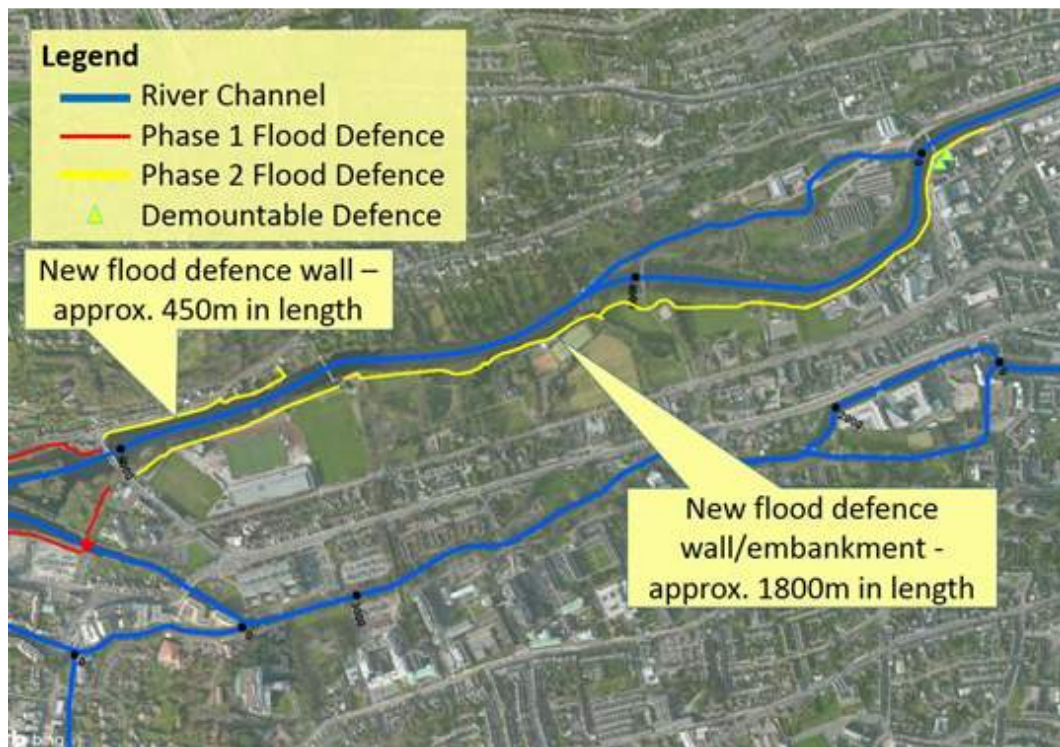 Legend
River Channel
Phase 1 Flood Defence
Phase 2 Flood Defence
Demountable Defence
New flood defence wall –
approx. 450m in length
New flood defence
wall/embankment -
approx. 1800m in length
bing